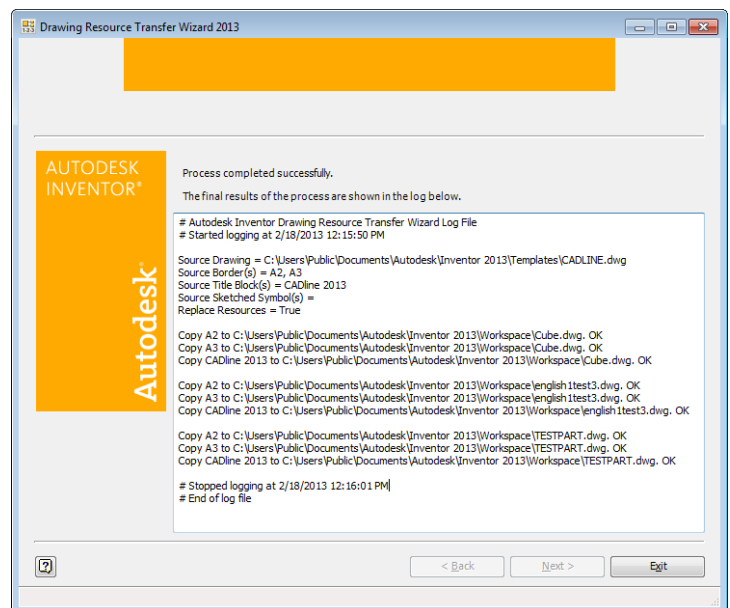 Drawing Resource Transfer Wizard 2013
AUTODESK
INVENTOR®
Autodesk®
Process completed successfully.
The final results of the process are shown in the log below.
# Autodesk Inventor Drawing Resource Transfer Wizard Log File
# Started logging at 2/18/2013 12:15:50 PM
Source Drawing = C:\Users\Public\Documents\Autodesk\Inventor 2013\Templates\CADLINE.dwg
Source Border(s) = A2, A3
Source Title Block(s) = CADline 2013
Source Sketched Symbol(s) =
Replace Resources = True
Copy A2 to C:\Users\Public\Documents\Autodesk\Inventor 2013\Workspace\Cube.dwg. OK
Copy A3 to C:\Users\Public\Documents\Autodesk\Inventor 2013\Workspace\Cube.dwg. OK
Copy CADline 2013 to C:\Users\Public\Documents\Autodesk\Inventor 2013\Workspace\Cube.dwg. OK
Copy A2 to C:\Users\Public\Documents\Autodesk\Inventor 2013\Workspace\english1test3.dwg. OK
Copy A3 to C:\Users\Public\Documents\Autodesk\Inventor 2013\Workspace\english1test3.dwg. OK
Copy CADline 2013 to C:\Users\Public\Documents\Autodesk\Inventor 2013\Workspace\english1test3.dwg. OK
Copy A2 to C:\Users\Public\Documents\Autodesk\Inventor 2013\Workspace\TESTPART.dwg. OK
Copy A3 to C:\Users\Public\Documents\Autodesk\Inventor 2013\Workspace\TESTPART.dwg. OK
Copy CADline 2013 to C:\Users\Public\Documents\Autodesk\Inventor 2013\Workspace\TESTPART.dwg. OK
# Stopped logging at 2/18/2013 12:16:01 PM
# End of log file
< Back Next > Exit